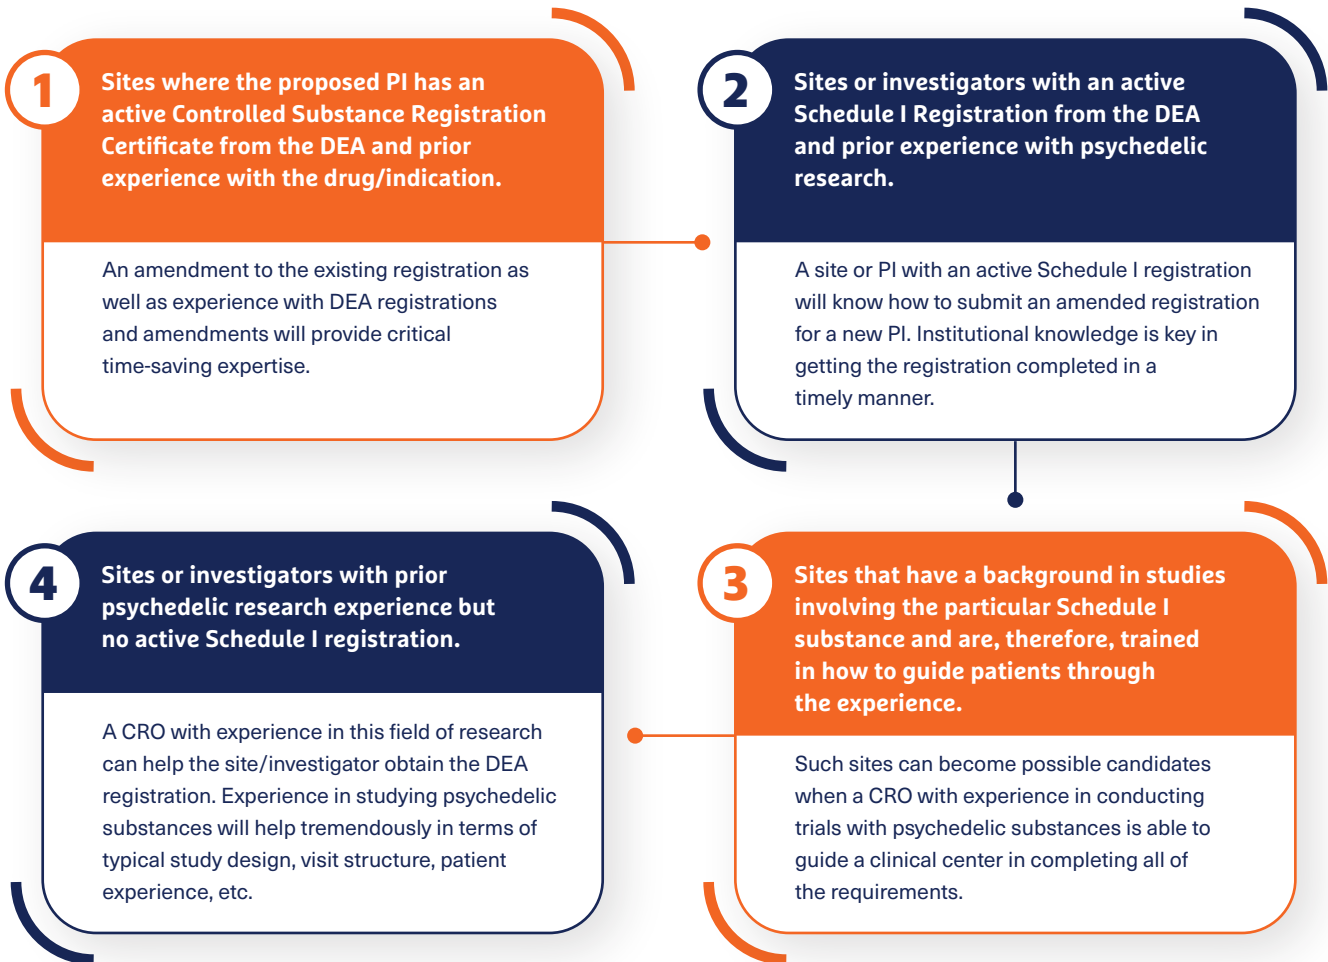 1
Sites where the proposed PI has an
active Controlled Substance Registration
Certificate from the DEA and prior
experience with the drug/indication.
An amendment to the existing registration as
well as experience with DEA registrations
and amendments will provide critical
time-saving expertise.
2
Sites or investigators with an active
Schedule I Registration from the DEA
and prior experience with psychedelic
research.
A site or PI with an active Schedule I registration
will know how to submit an amended registration
for a new PI. Institutional knowledge is key in
getting the registration completed in a
timely manner.
3
Sites that have a background in studies
involving the particular Schedule I
substance and are, therefore, trained
in how to guide patients through
the experience.
Such sites can become possible candidates
when a CRO with experience in conducting
trials with psychedelic substances is able to
guide a clinical center in completing all of
the requirements.
4
Sites or investigators with prior
psychedelic research experience but
no active Schedule I registration.
A CRO with experience in this field of research
can help the site/investigator obtain the DEA
registration. Experience in studying psychedelic
substances will help tremendously in terms of
typical study design, visit structure, patient
experience, etc.